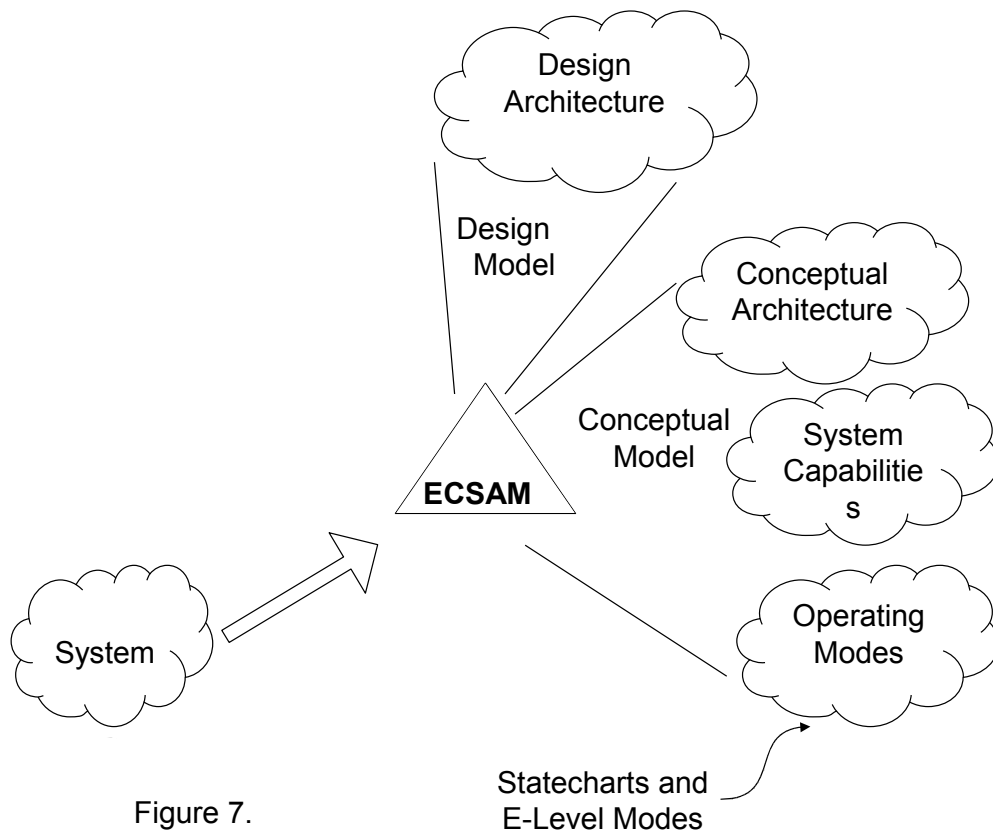 Design
Architecture
Design
Model
Conceptual
Architecture
Conceptual
Model
System
Capabilitie
s
ECSAM
Operating
Modes
System
Statecharts and
E-Level Modes
Figure 7.